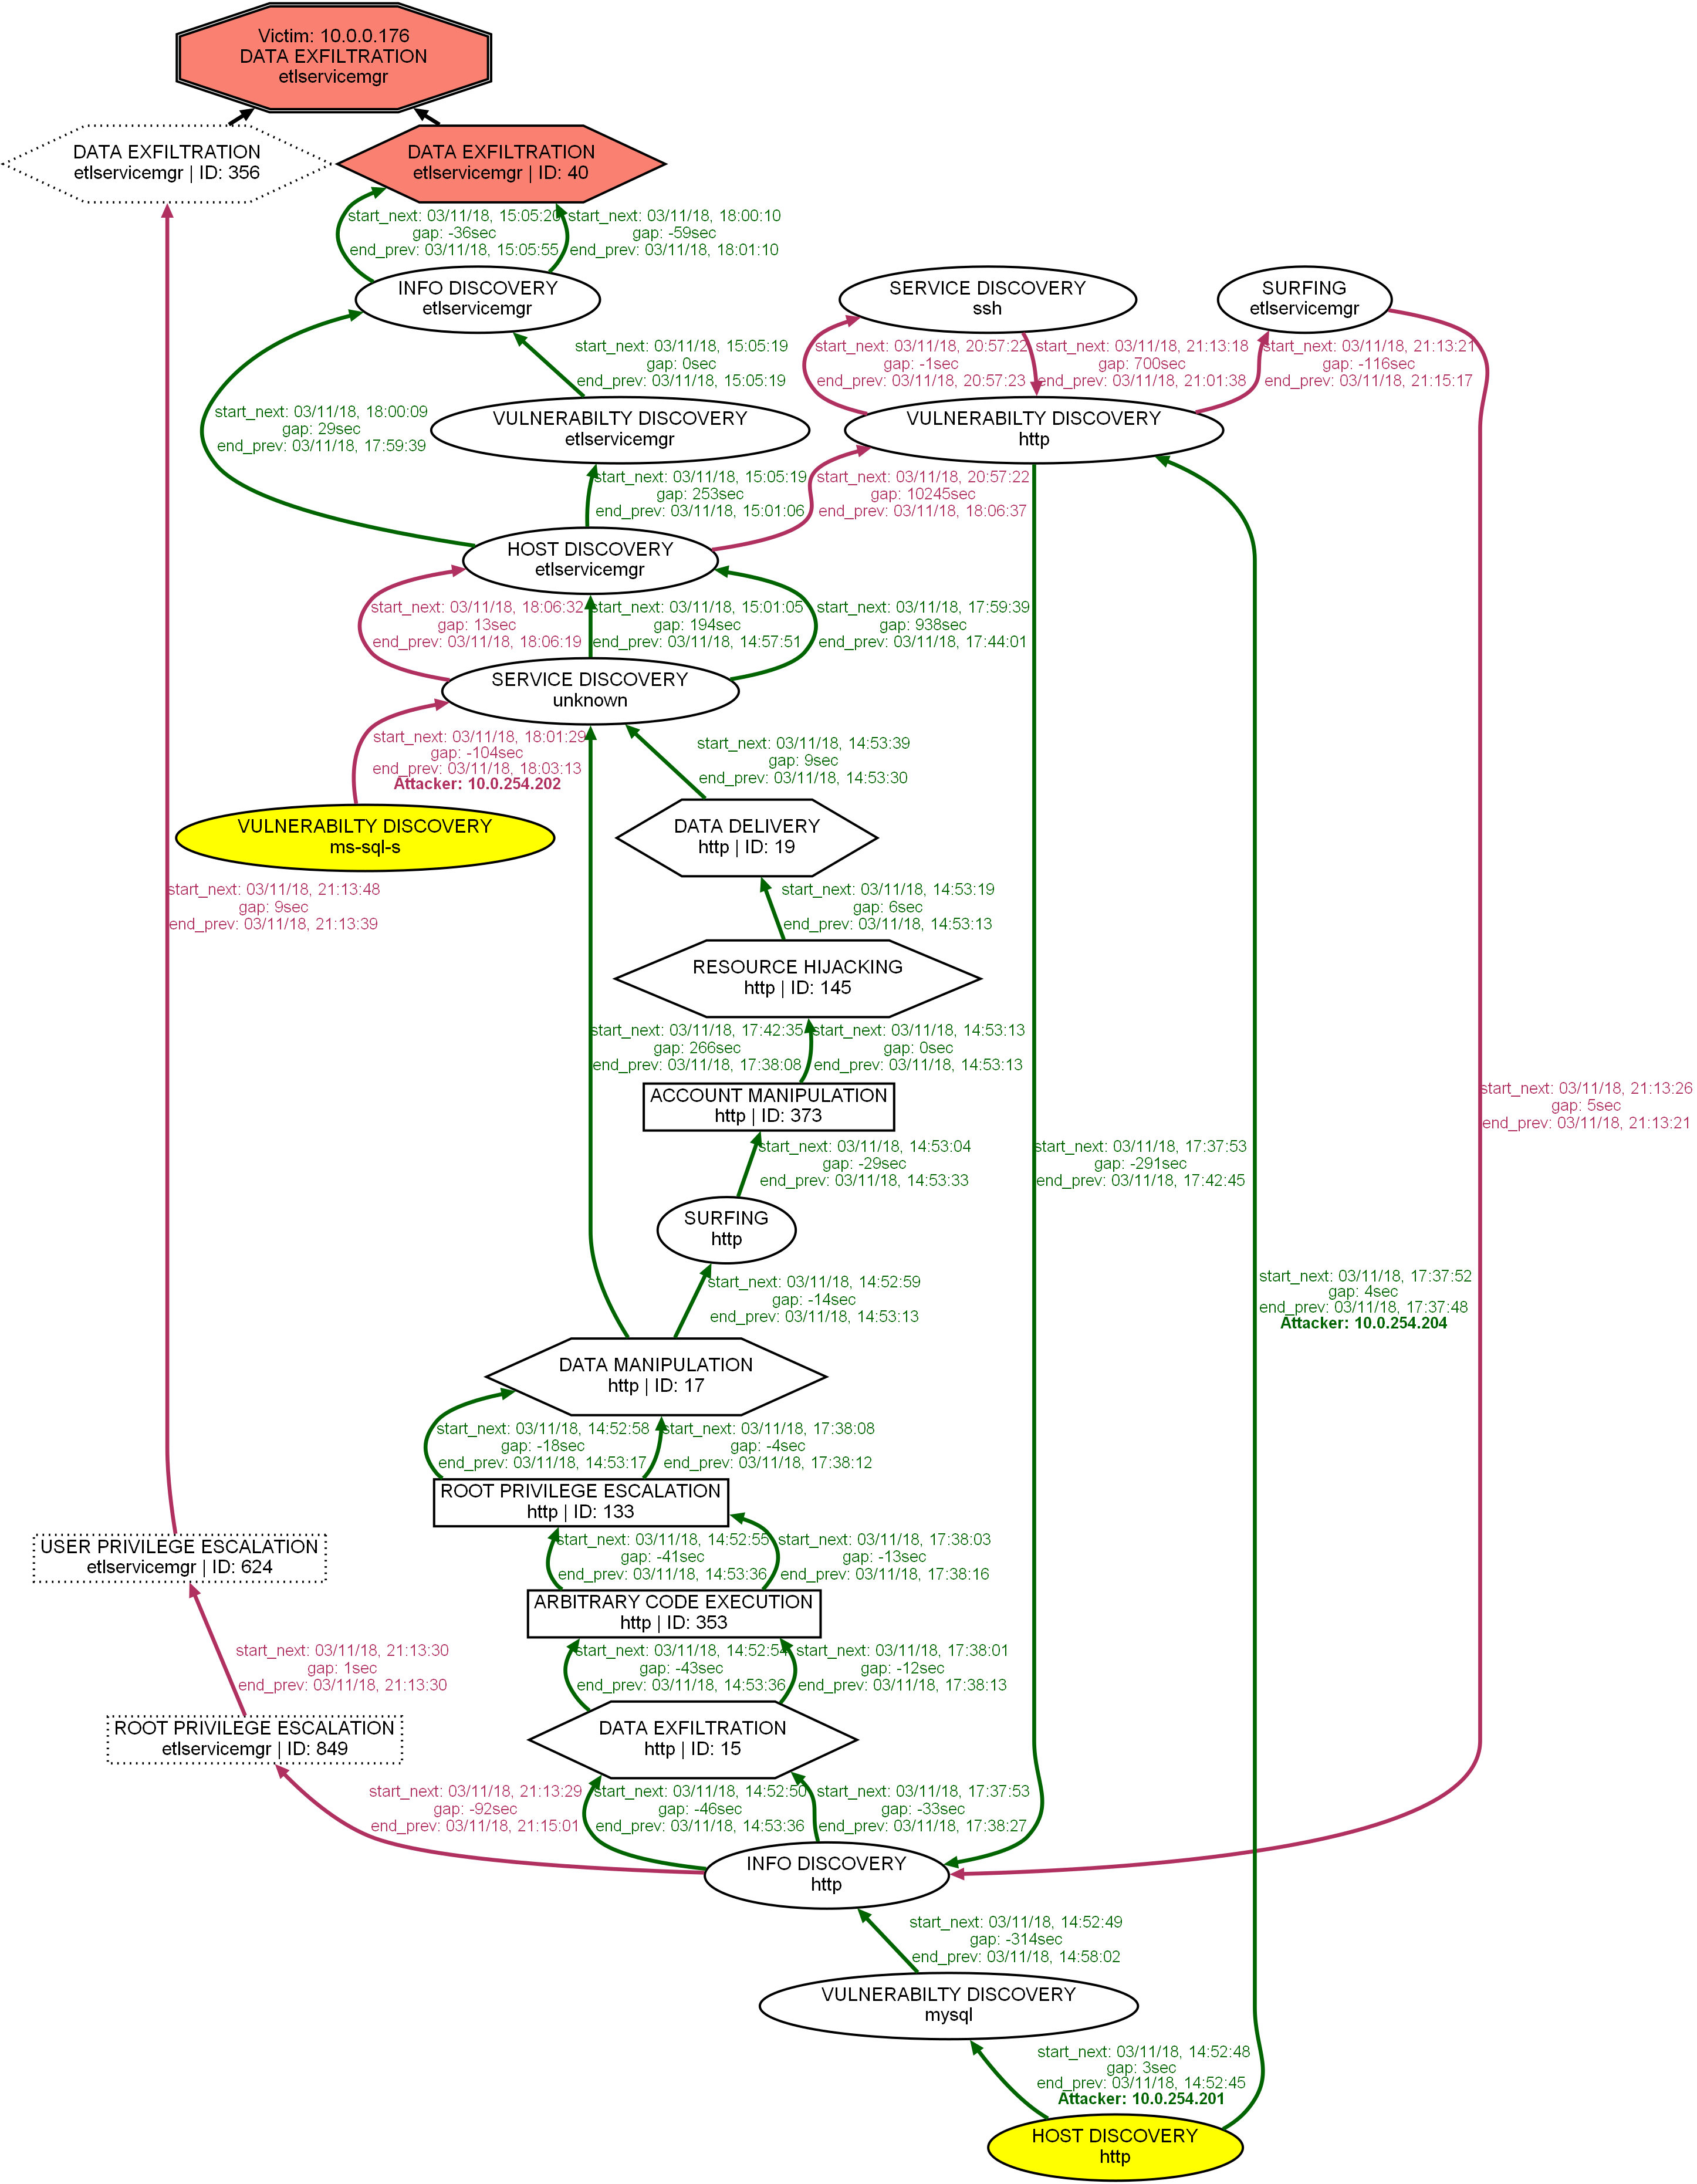 Victim: 10.0.0.176
DATA EXFILTRATION
etlservicemgr
DATA EXFILTRATION
etlservicemgr | ID: 356
DATA EXFILTRATION
etlservicemgr | ID: 40
start_next: 03/11/18, 15:05:20
gap: -36sec
end_prev: 03/11/18, 15:05:55
start_next: 03/11/18, 18:00:10
gap: -59sec
end_prev: 03/11/18, 18:01:10
INFO DISCOVERY
etlservicemgr
SERVICE DISCOVERY
ssh
SURFING
etlservicemgr
start_next: 03/11/18, 15:05:19
gap: 0sec
end_prev: 03/11/18, 15:05:19
start_next: 03/11/18, 20:57:22
gap: -1sec
end_prev: 03/11/18, 20:57:23
start_next: 03/11/18, 21:13:18
gap: 700sec
end_prev: 03/11/18, 21:01:38
start_next: 03/11/18, 21:13:21
gap: -116sec
end_prev: 03/11/18, 21:15:17
start_next: 03/11/18, 18:00:09
gap: 29sec
end_prev: 03/11/18, 17:59:39
VULNERABILTY DISCOVERY
etlservicemgr
VULNERABILTY DISCOVERY
http
start_next: 03/11/18, 15:05:19
gap: 253sec
end_prev: 03/11/18, 15:01:06
start_next: 03/11/18, 20:57:22
gap: 10245sec
end_prev: 03/11/18, 18:06:37
HOST DISCOVERY
etlservicemgr
start_next: 03/11/18, 18:06:32
gap: 13sec
end_prev: 03/11/18, 18:06:19
start_next: 03/11/18, 15:01:05
gap: 194sec
end_prev: 03/11/18, 14:57:51
start_next: 03/11/18, 17:59:39
gap: 938sec
end_prev: 03/11/18, 17:44:01
SERVICE DISCOVERY
unknown
start_next: 03/11/18, 18:01:29
gap: -104sec
end_prev: 03/11/18, 18:03:13
Attacker: 10.0.254.202
start_next: 03/11/18, 14:53:39
gap: 9sec
end_prev: 03/11/18, 14:53:30
VULNERABILTY DISCOVERY
ms-sql-s
DATA DELIVERY
http | ID: 19
start_next: 03/11/18, 21:13:48
gap: 9sec
end_prev: 03/11/18, 21:13:39
start_next: 03/11/18, 14:53:19
gap: 6sec
end_prev: 03/11/18, 14:53:13
RESOURCE HIJACKING
http | ID: 145
start_next: 03/11/18, 17:42:35
gap: 266sec
end_prev: 03/11/18, 17:38:08
start_next: 03/11/18, 14:53:13
gap: 0sec
end_prev: 03/11/18, 14:53:13
ACCOUNT MANIPULATION
http | ID: 373
start_next: 03/11/18, 21:13:26
gap: 5sec
end_prev: 03/11/18, 21:13:21
start_next: 03/11/18, 14:53:04
gap: -29sec
end_prev: 03/11/18, 14:53:33
start_next: 03/11/18, 17:37:53
gap: -291sec
end_prev: 03/11/18, 17:42:45
SURFING
http
start_next: 03/11/18, 14:52:59
gap: -14sec
end_prev: 03/11/18, 14:53:13
start_next: 03/11/18, 17:37:52
gap: 4sec
end_prev: 03/11/18, 17:37:48
Attacker: 10.0.254.204
DATA MANIPULATION
http | ID: 17
start_next: 03/11/18, 14:52:58
gap: -18sec
end_prev: 03/11/18, 14:53:17
start_next: 03/11/18, 17:38:08
gap: -4sec
end_prev: 03/11/18, 17:38:12
ROOT PRIVILEGE ESCALATION
http | ID: 133
USER PRIVILEGE ESCALATION
etlservicemgr | ID: 624
start_next: 03/11/18, 14:52:55
gap: -41sec
end_prev: 03/11/18, 14:53:36
start_next: 03/11/18, 17:38:03
gap: -13sec
end_prev: 03/11/18, 17:38:16
ARBITRARY CODE EXECUTION
http | ID: 353
start_next: 03/11/18, 21:13:30
gap: 1sec
end_prev: 03/11/18, 21:13:30
start_next: 03/11/18, 14:52:54
gap: -43sec
end_prev: 03/11/18, 14:53:36
start_next: 03/11/18, 17:38:01
gap: -12sec
end_prev: 03/11/18, 17:38:13
ROOT PRIVILEGE ESCALATION
etlservicemgr | ID: 849
DATA EXFILTRATION
http | ID: 15
start_next: 03/11/18, 21:13:29
gap: -92sec
end_prev: 03/11/18, 21:15:01
start_next: 03/11/18, 14:52:50
gap: -46sec
end_prev: 03/11/18, 14:53:36
start_next: 03/11/18, 17:37:53
gap: -33sec
end_prev: 03/11/18, 17:38:27
INFO DISCOVERY
http
start_next: 03/11/18, 14:52:49
gap: -314sec
end_prev: 03/11/18, 14:58:02
VULNERABILTY DISCOVERY
mysql
start_next: 03/11/18, 14:52:48
gap: 3sec
end_prev: 03/11/18, 14:52:45
Attacker: 10.0.254.201
HOST DISCOVERY
http